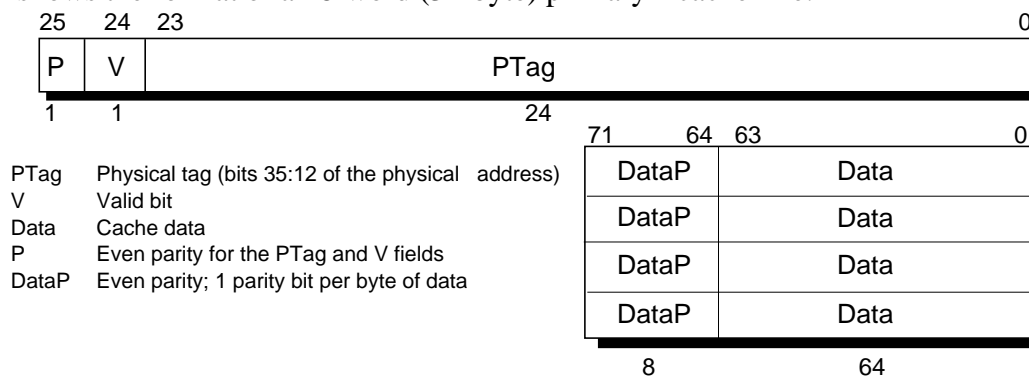 25 24 23 0
P V PTag
1 1 24
71 64 63 0
PTag Physical tag (bits 35:12 of the physical address)
V Valid bit
Data Cache data
P Even parity for the PTag and V fields
DataP Even parity; 1 parity bit per byte of data
DataP Data
DataP Data
DataP Data
DataP Data
8 64